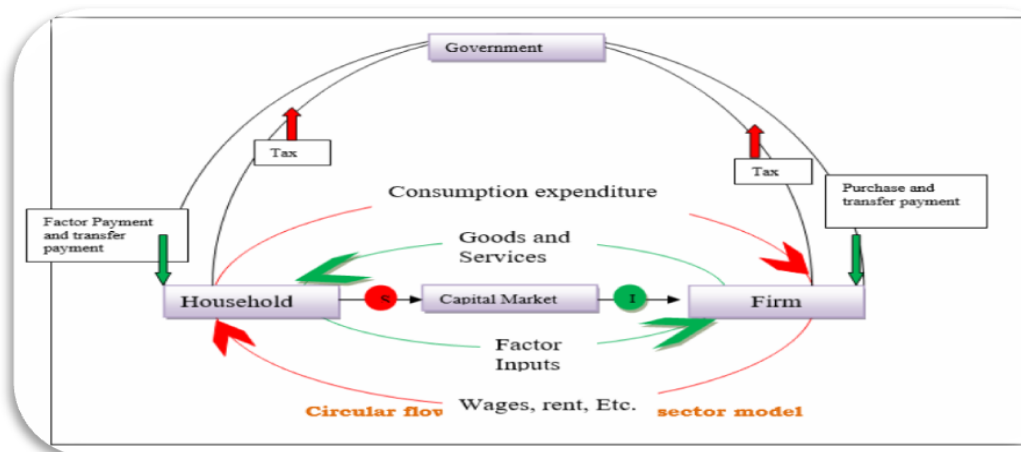 Government
Tax
Tax
Consumption expenditure
Purchase and
transfer payment
Factor Payment
and transfer
payment
Goods and
Services
Household
S
Capital Market
I
Firm
Factor
Inputs
Wages, rent, Etc.
Circular flow sector model